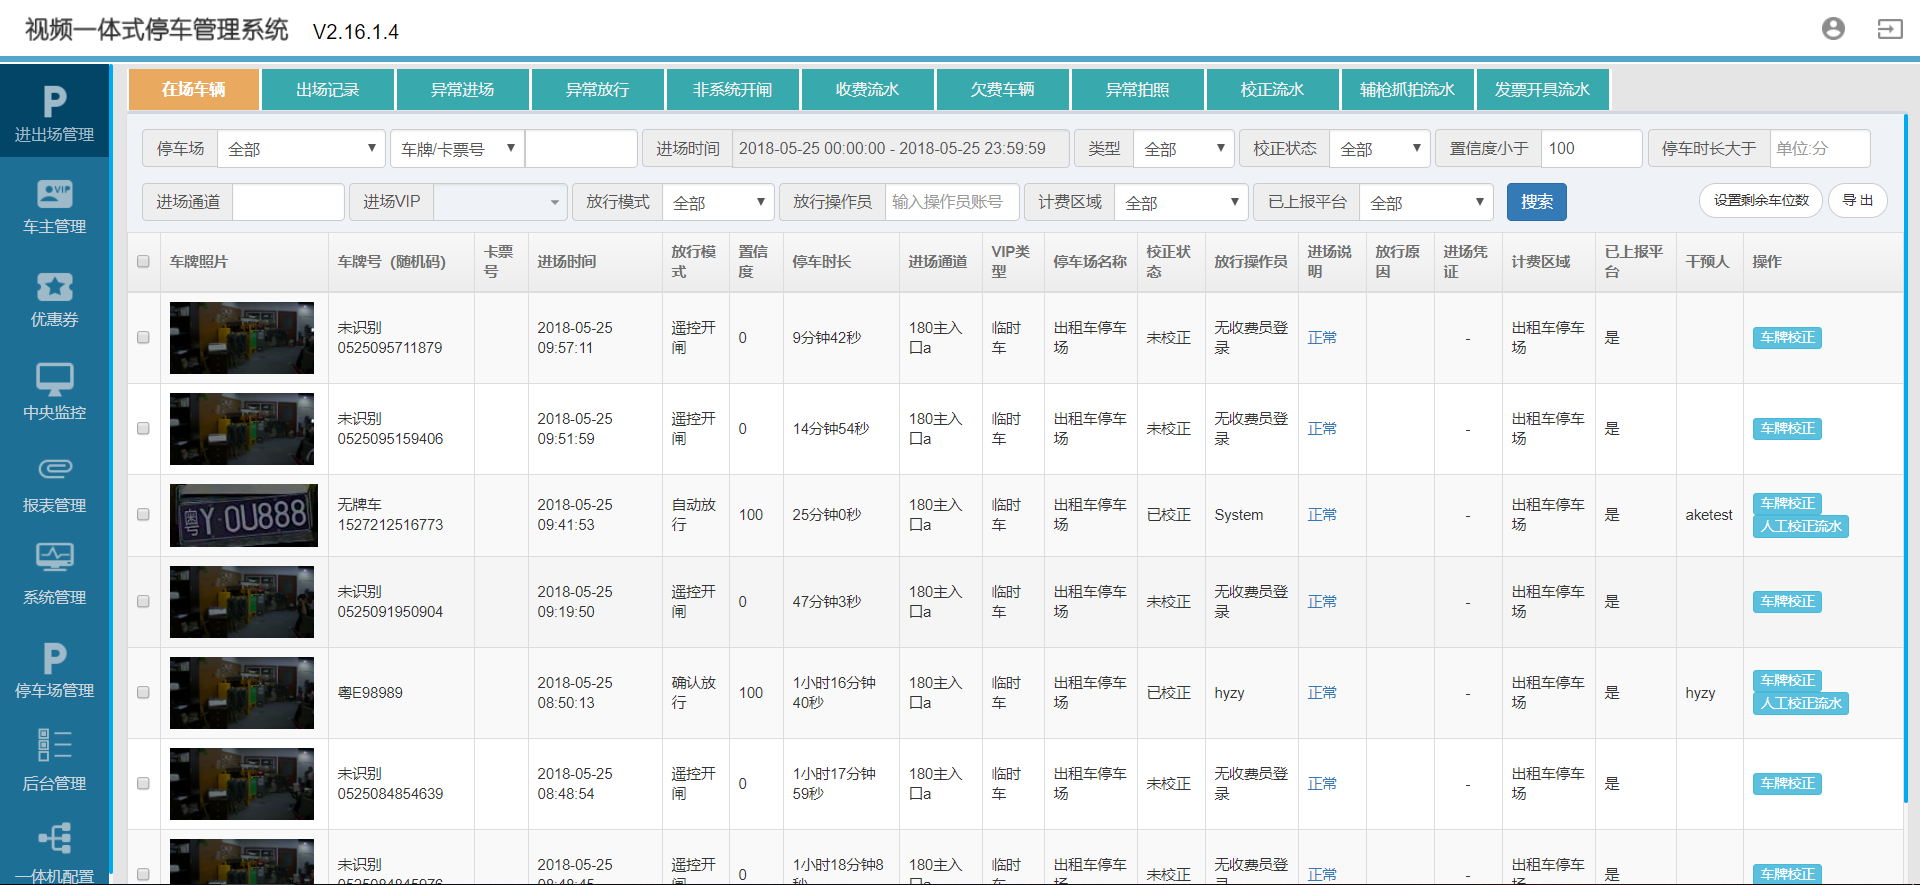 视频一体式停车管理系统 V2.16.1.4
进出场管理
车主管理
优惠券
中央监控
报表管理
系统管理
停车场管理
后台管理
一体机配置
在场车辆 出场记录 异常进场 异常放行 非系统开闸 收费流水 欠费车辆 异常拍照 校正流水 辅枪抓拍流水 发票开具流水
停车场 全部 车牌/卡票号 进场时间 2018-05-25 00:00:00 - 2018-05-25 23:59:59 类型 全部 校正状态 全部 置信度小于 100 停车时长大于 单位:分
进场通道 进场VIP 放行模式 全部 放行操作员 输入操作员账号 计费区域 全部 已上报平台 全部 搜索 设置剩余车位数 导出
车牌照片 车牌号（随机码） 卡票号 进场时间 放行模式 置信度 停车时长 进场通道 VIP类型 停车场名称 校正状态 放行操作员 进场说明 放行原因 进场凭证 计费区域 已上报平台 干预人 操作
未识别 0525095711879 2018-05-25 09:57:11 遥控开闸 0 9分钟42秒 180主入口a 临时车 出租车停车场 未校正 无收费员登录 正常 - 出租车停车场 是 车牌校正
未识别 0525095159406 2018-05-25 09:51:59 遥控开闸 0 14分钟54秒 180主入口a 临时车 出租车停车场 未校正 无收费员登录 正常 - 出租车停车场 是 车牌校正
粤Y·0U888 无牌车 1527212516773 2018-05-25 09:41:53 自动放行 100 25分钟0秒 180主入口a 临时车 出租车停车场 已校正 System 正常 - 出租车停车场 是 aketest 车牌校正 人工校正流水
未识别 0525091950904 2018-05-25 09:19:50 遥控开闸 0 47分钟3秒 180主入口a 临时车 出租车停车场 未校正 无收费员登录 正常 - 出租车停车场 是 车牌校正
粤E98989 2018-05-25 08:50:13 确认放行 100 1小时16分钟40秒 180主入口a 临时车 出租车停车场 已校正 hyzy 正常 - 出租车停车场 是 hyzy 车牌校正 人工校正流水
未识别 0525084854639 2018-05-25 08:48:54 遥控开闸 0 1小时17分钟59秒 180主入口a 临时车 出租车停车场 未校正 无收费员登录 正常 - 出租车停车场 是 车牌校正
未识别 0525084845976 2018-05-25 08:48:45 遥控开闸 0 1小时18分钟8秒 180主入口a 临时车 出租车停车场 未校正 无收费员登录 正常 - 出租车停车场 是 车牌校正